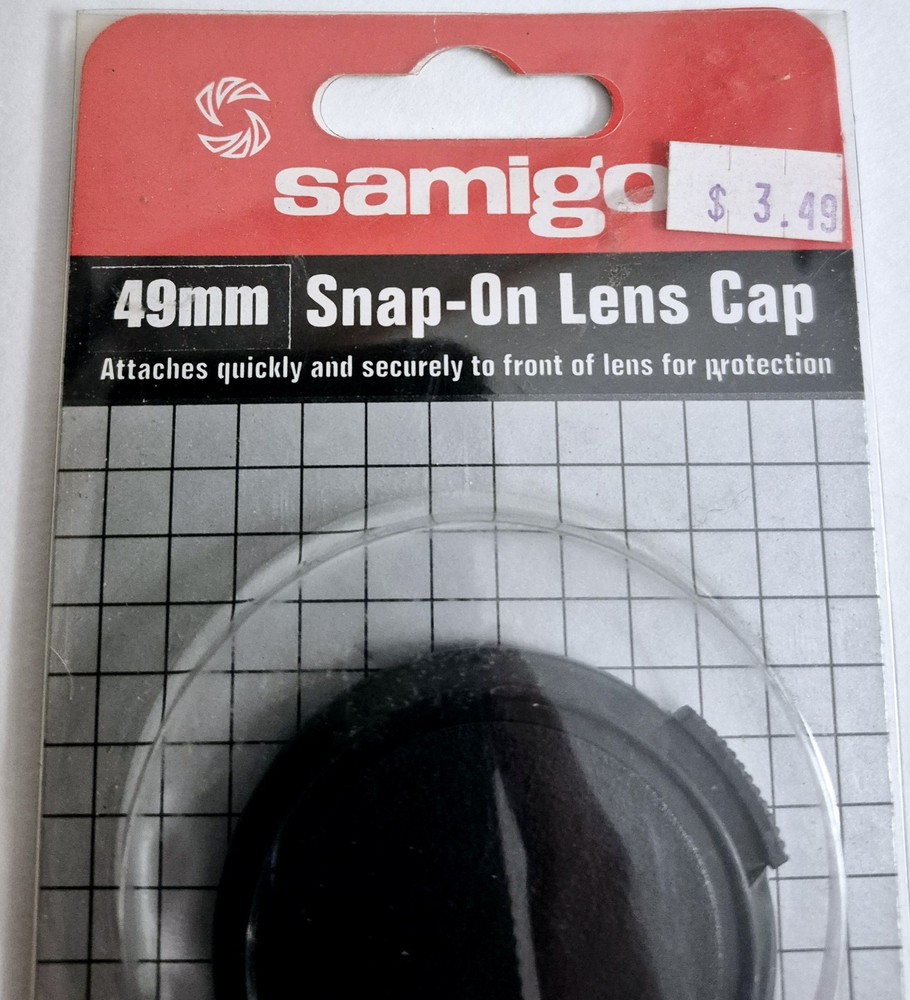 samigo
$ 3.49
49mm Snap-On Lens Cap
Attaches quickly and securely to front of lens for protection